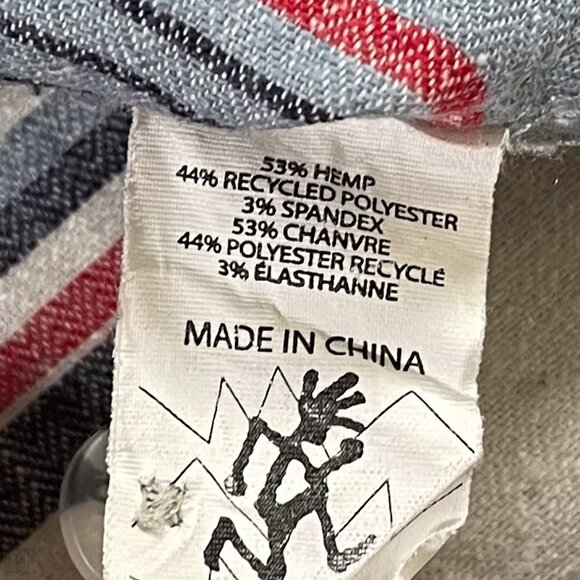 53% HEMP
44% RECYCLED POLYESTER
3% SPANDEX
53% CHANVRE
44% POLYESTER RECYCLÉ
3% ÉLASTHANNE
MADE IN CHINA